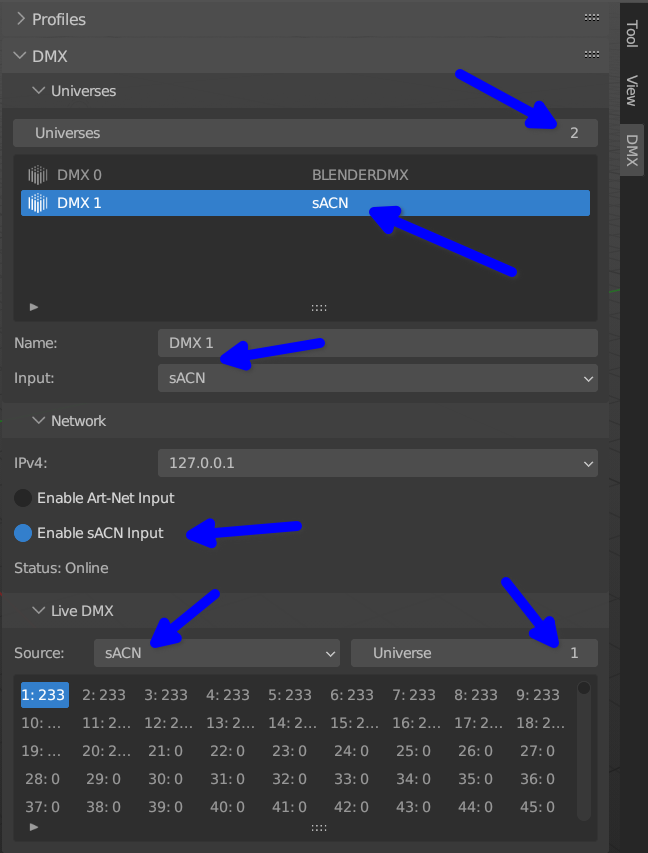 Profiles
DMX
Universes
Universes 2
DMX 0 BLENDERDMX
DMX 1 sACN
Name: DMX 1
Input: sACN
Network
IPv4: 127.0.0.1
Enable Art-Net Input
Enable sACN Input
Status: Online
Live DMX
Source: sACN Universe 1
1: 233 2: 233 3: 233 4: 233 5: 233 6: 233 7: 233 8: 233 9: 233
10: ... 11: 2... 12: 2... 13: 2... 14: 2... 15: 2... 16: 2... 17: 2... 18: 2...
19: ... 20: 2... 21: 0 22: 0 23: 0 24: 0 25: 0 26: 0 27: 0
28: 0 29: 0 30: 0 31: 0 32: 0 33: 0 34: 0 35: 0 36: 0
37: 0 38: 0 39: 0 40: 0 41: 0 42: 0 43: 0 44: 0 45: 0
Tool
View
DMX